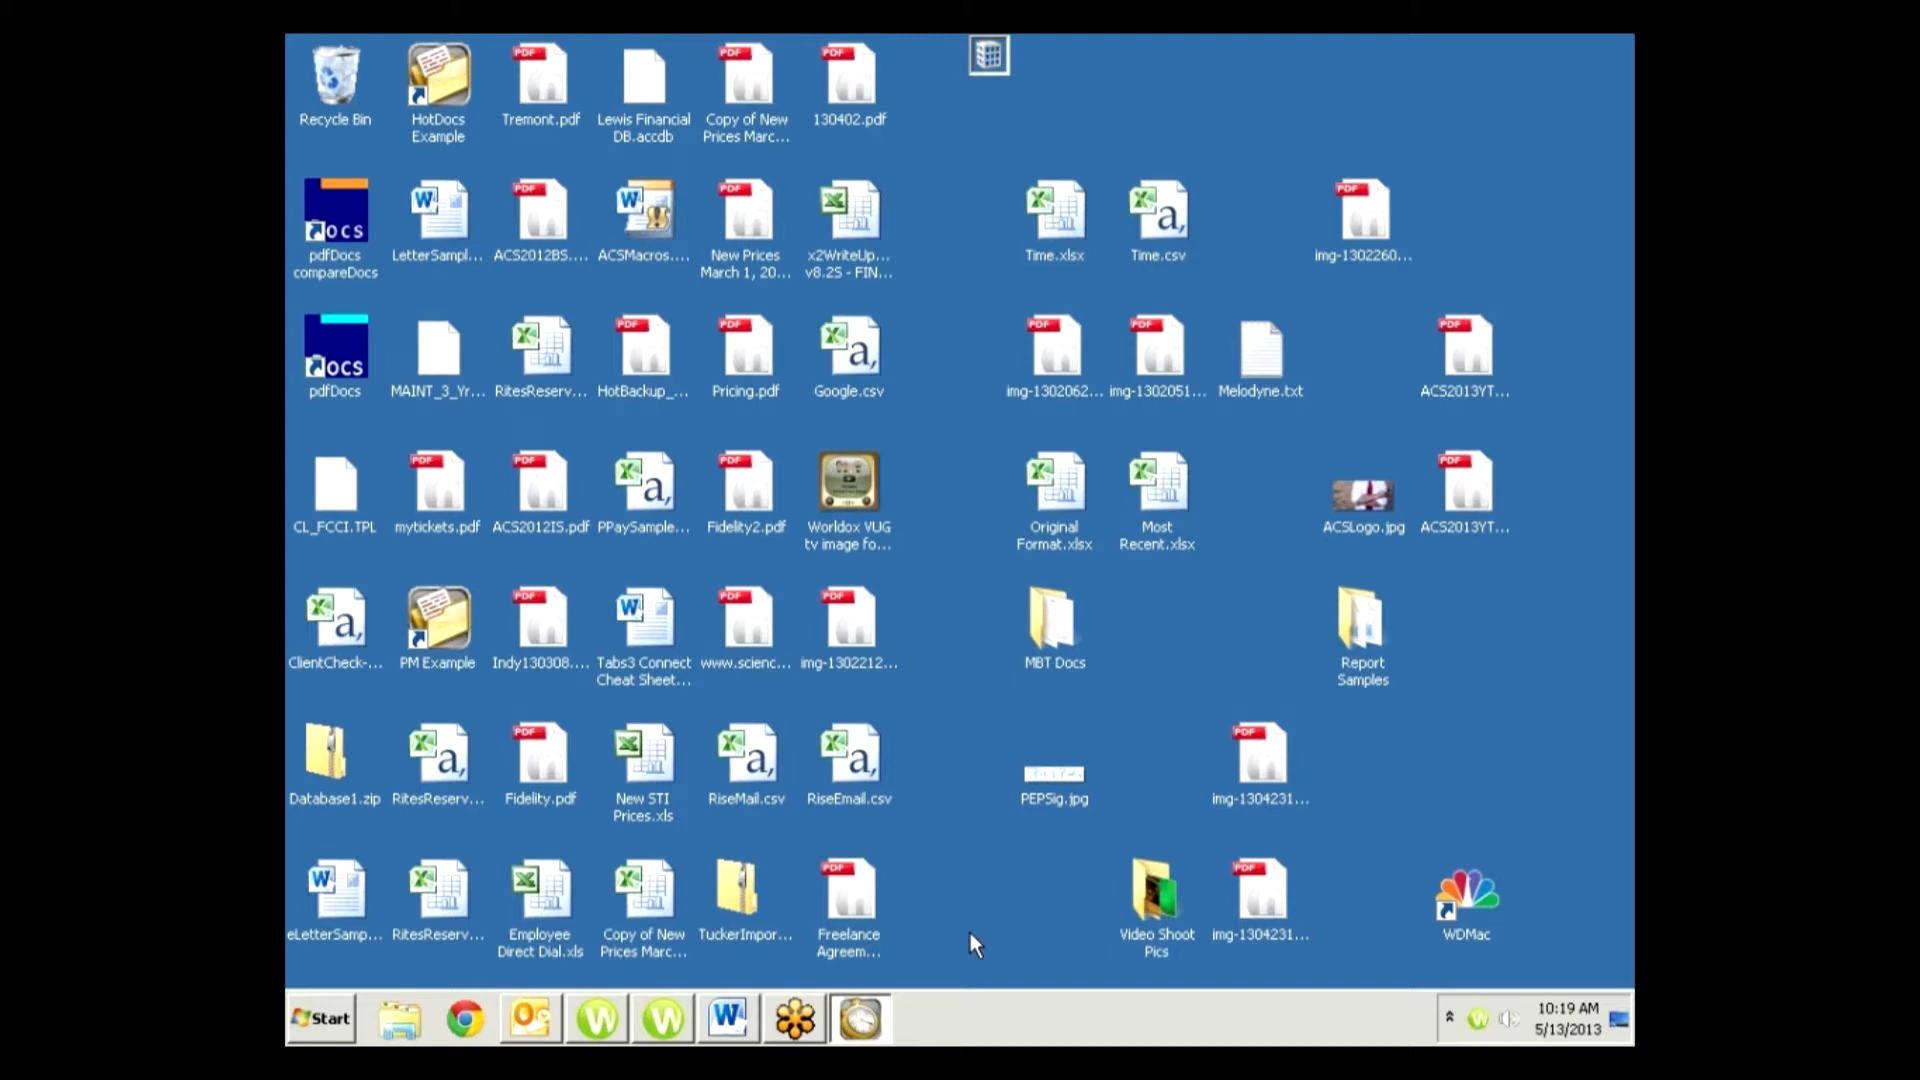 Recycle Bin
HotDocs
Example
Tremont.pdf
Lewis Financial
DB.accdb
Copy of New
Prices Marc...
130402.pdf
pdfDocs
compareDocs
LetterSampl...
ACS2012BS....
ACSMacros....
New Prices
March 1, 20...
x2WriteUp...
v8.2S - FIN...
Time.xlsx
Time.csv
img-1302260...
pdfDocs
MAINT_3_Yr...
RitesReserv...
HotBackup_...
Pricing.pdf
Google.csv
img-1302062...
img-1302051...
Melodyne.txt
ACS2013YT...
CL_FCCI.TPL
mytickets.pdf
ACS2012IS.pdf
PPaySample...
Fidelity2.pdf
Worldox VUG
tv image fo...
Original
Format.xlsx
Most
Recent.xlsx
ACSLogo.jpg
ACS2013YT...
ClientCheck-...
PM Example
Indy130308....
Tabs3 Connect
Cheat Sheet...
www.scienc...
img-1302212...
MBT Docs
Report
Samples
Database1.zip
RitesReserv...
Fidelity.pdf
New STI
Prices.xls
RiseMail.csv
RiseEmail.csv
PEPSig.jpg
img-1304231...
eLetterSamp...
RitesReserv...
Employee
Direct Dial.xls
Copy of New
Prices Marc...
TuckerImpor...
Freelance
Agreem...
Video Shoot
Pics
img-1304231...
WDMac
Start
10:19 AM
5/13/2013